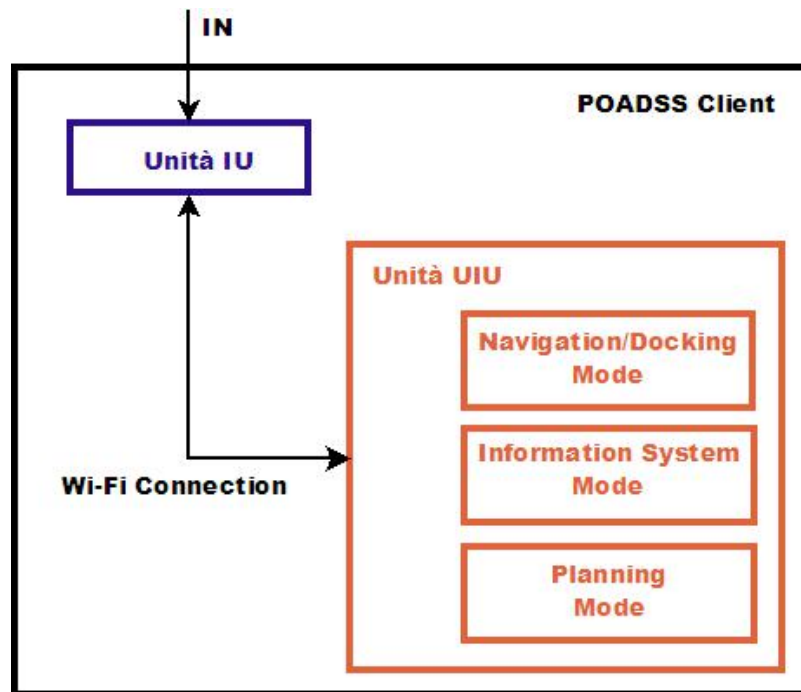 IN
POADSS Client
Unità IU
Unità UIU
Navigation/Docking
Mode
Information System
Mode
Wi-Fi Connection
Planning
Mode